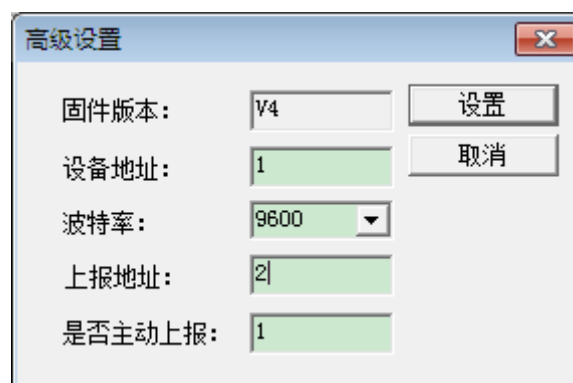 高级设置
固件版本: V4 设置
设备地址: 1 取消
波特率: 9600
上报地址: 2
是否主动上报: 1